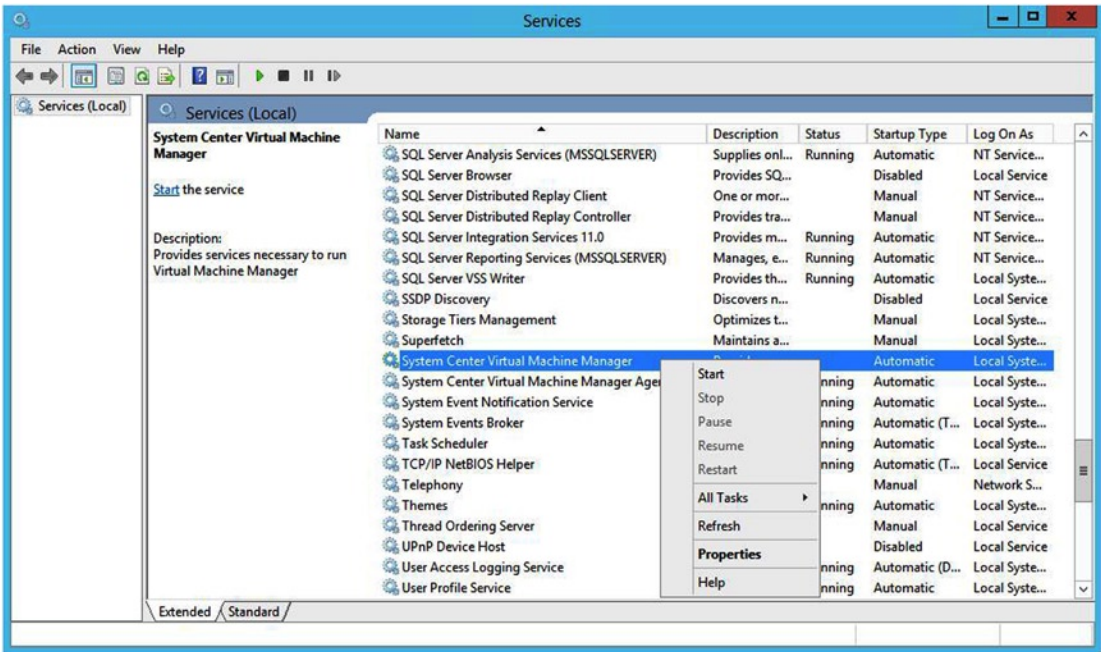 Services
File Action View Help
Services (Local)
Services (Local)
System Center Virtual Machine
Manager
Start the service
Description:
Provides services necessary to run
Virtual Machine Manager
Name Description Status Startup Type Log On As
SQL Server Analysis Services (MSSQLSERVER) Supplies onl... Running Automatic NT Service...
SQL Server Browser Provides SQ... Disabled Local Service
SQL Server Distributed Replay Client One or mor... Manual NT Service...
SQL Server Distributed Replay Controller Provides tra... Manual NT Service...
SQL Server Integration Services 11.0 Provides m... Running Automatic NT Service...
SQL Server Reporting Services (MSSQLSERVER) Manages, e... Running Automatic NT Service...
SQL Server VSS Writer Provides th... Running Automatic Local Syste...
SSDP Discovery Discovers n... Disabled Local Service
Storage Tiers Management Optimizes t... Manual Local Syste...
Superfetch Maintains a... Manual Local Syste...
System Center Virtual Machine Manager Automatic Local Syste...
System Center Virtual Machine Manager Agen nning Automatic Local Syste...
System Event Notification Service nning Automatic Local Syste...
System Events Broker nning Automatic (T... Local Syste...
Task Scheduler nning Automatic Local Syste...
TCP/IP NetBIOS Helper nning Automatic (T... Local Service
Telephony Manual Network S...
Themes nning Automatic Local Syste...
Thread Ordering Server Manual Local Service
UPnP Device Host Disabled Local Service
User Access Logging Service nning Automatic (D... Local Syste...
User Profile Service nning Automatic Local Syste...
Start
Stop
Pause
Resume
Restart
All Tasks
Refresh
Properties
Help
Extended Standard